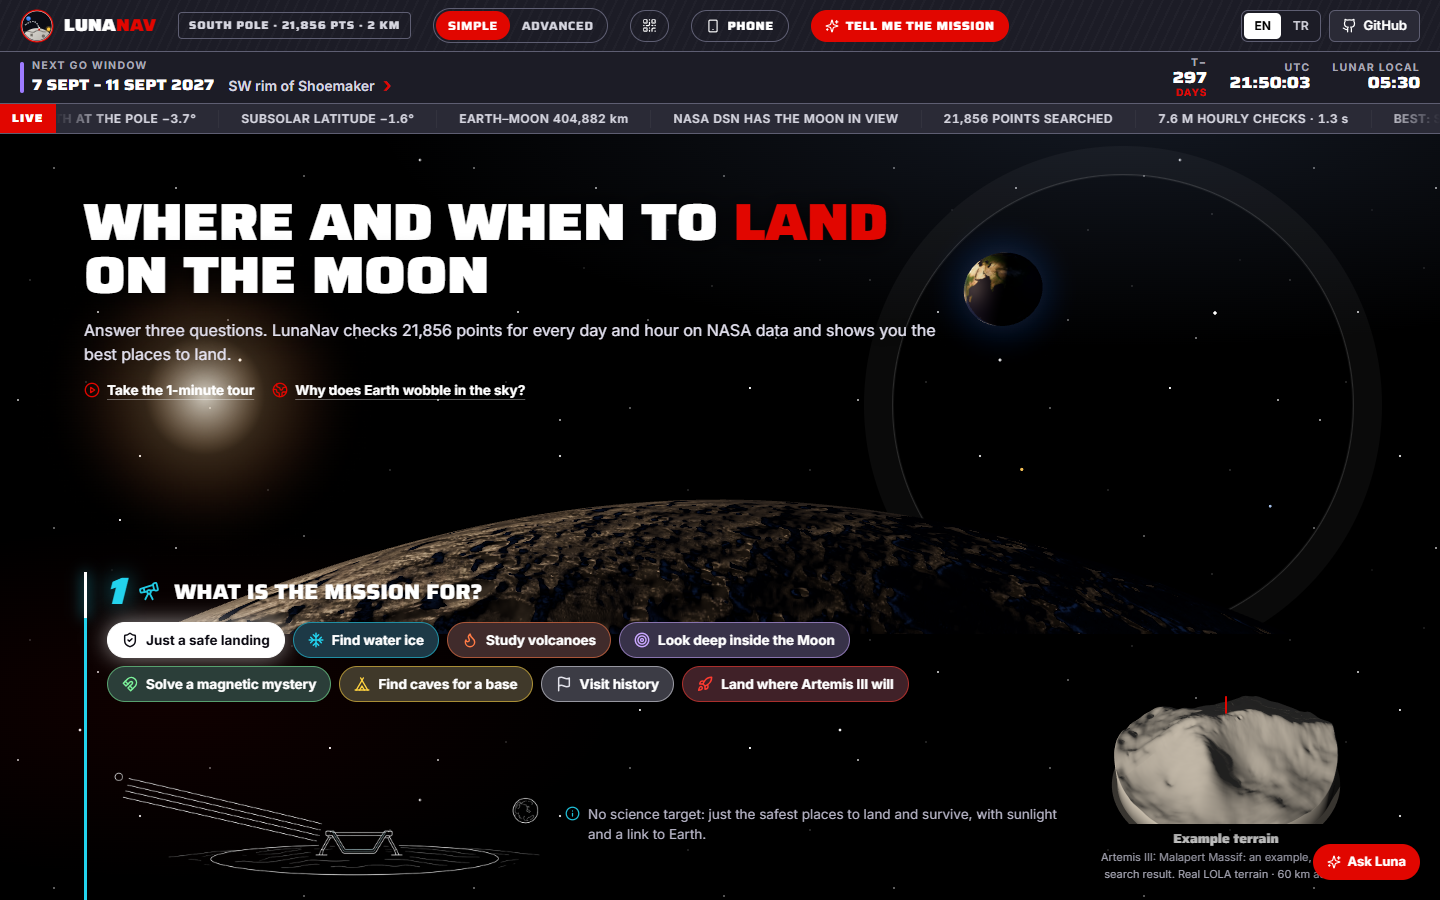 LUNANAV
SOUTH POLE · 21,856 PTS · 2 KM
SIMPLE
ADVANCED
PHONE
TELL ME THE MISSION
EN
TR
GitHub
NEXT GO WINDOW
7 SEPT – 11 SEPT 2027
SW rim of Shoemaker
T−
297
DAYS
UTC
21:50:03
LUNAR LOCAL
05:30
LIVE
AT THE POLE −3.7°
SUBSOLAR LATITUDE −1.6°
EARTH–MOON 404,882 km
NASA DSN HAS THE MOON IN VIEW
21,856 POINTS SEARCHED
7.6 M HOURLY CHECKS · 1.3 s
BEST:
WHERE AND WHEN TO LAND
ON THE MOON
Answer three questions. LunaNav checks 21,856 points for every day and hour on NASA data and shows you the
best places to land.
Take the 1-minute tour
Why does Earth wobble in the sky?
1 WHAT IS THE MISSION FOR?
Just a safe landing
Find water ice
Study volcanoes
Look deep inside the Moon
Solve a magnetic mystery
Find caves for a base
Visit history
Land where Artemis III will
No science target: just the safest places to land and survive, with sunlight
and a link to Earth.
Example terrain
Artemis III: Malapert Massif: an example,
search result. Real LOLA terrain · 60 km
Ask Luna